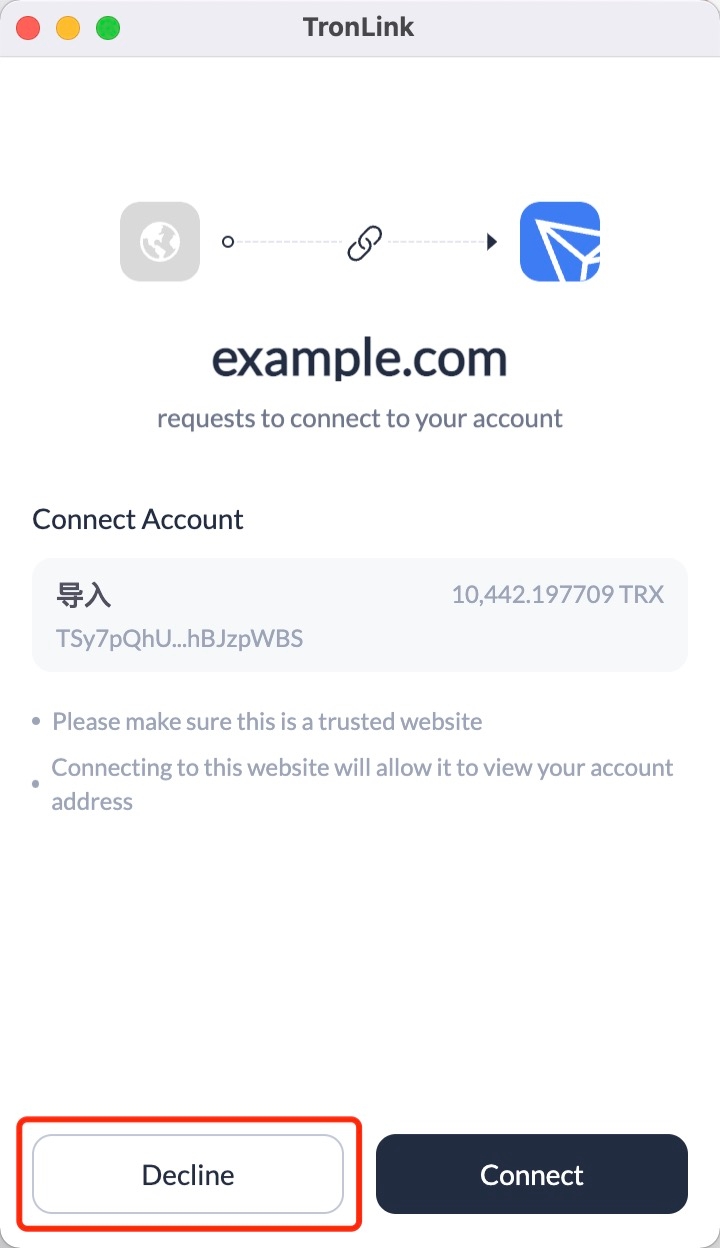 TronLink
example.com
requests to connect to your account
Connect Account
导入 10,442.197709 TRX
TSy7pQhU...hBJzpWBS
• Please make sure this is a trusted website
• Connecting to this website will allow it to view your account
address
Decline Connect